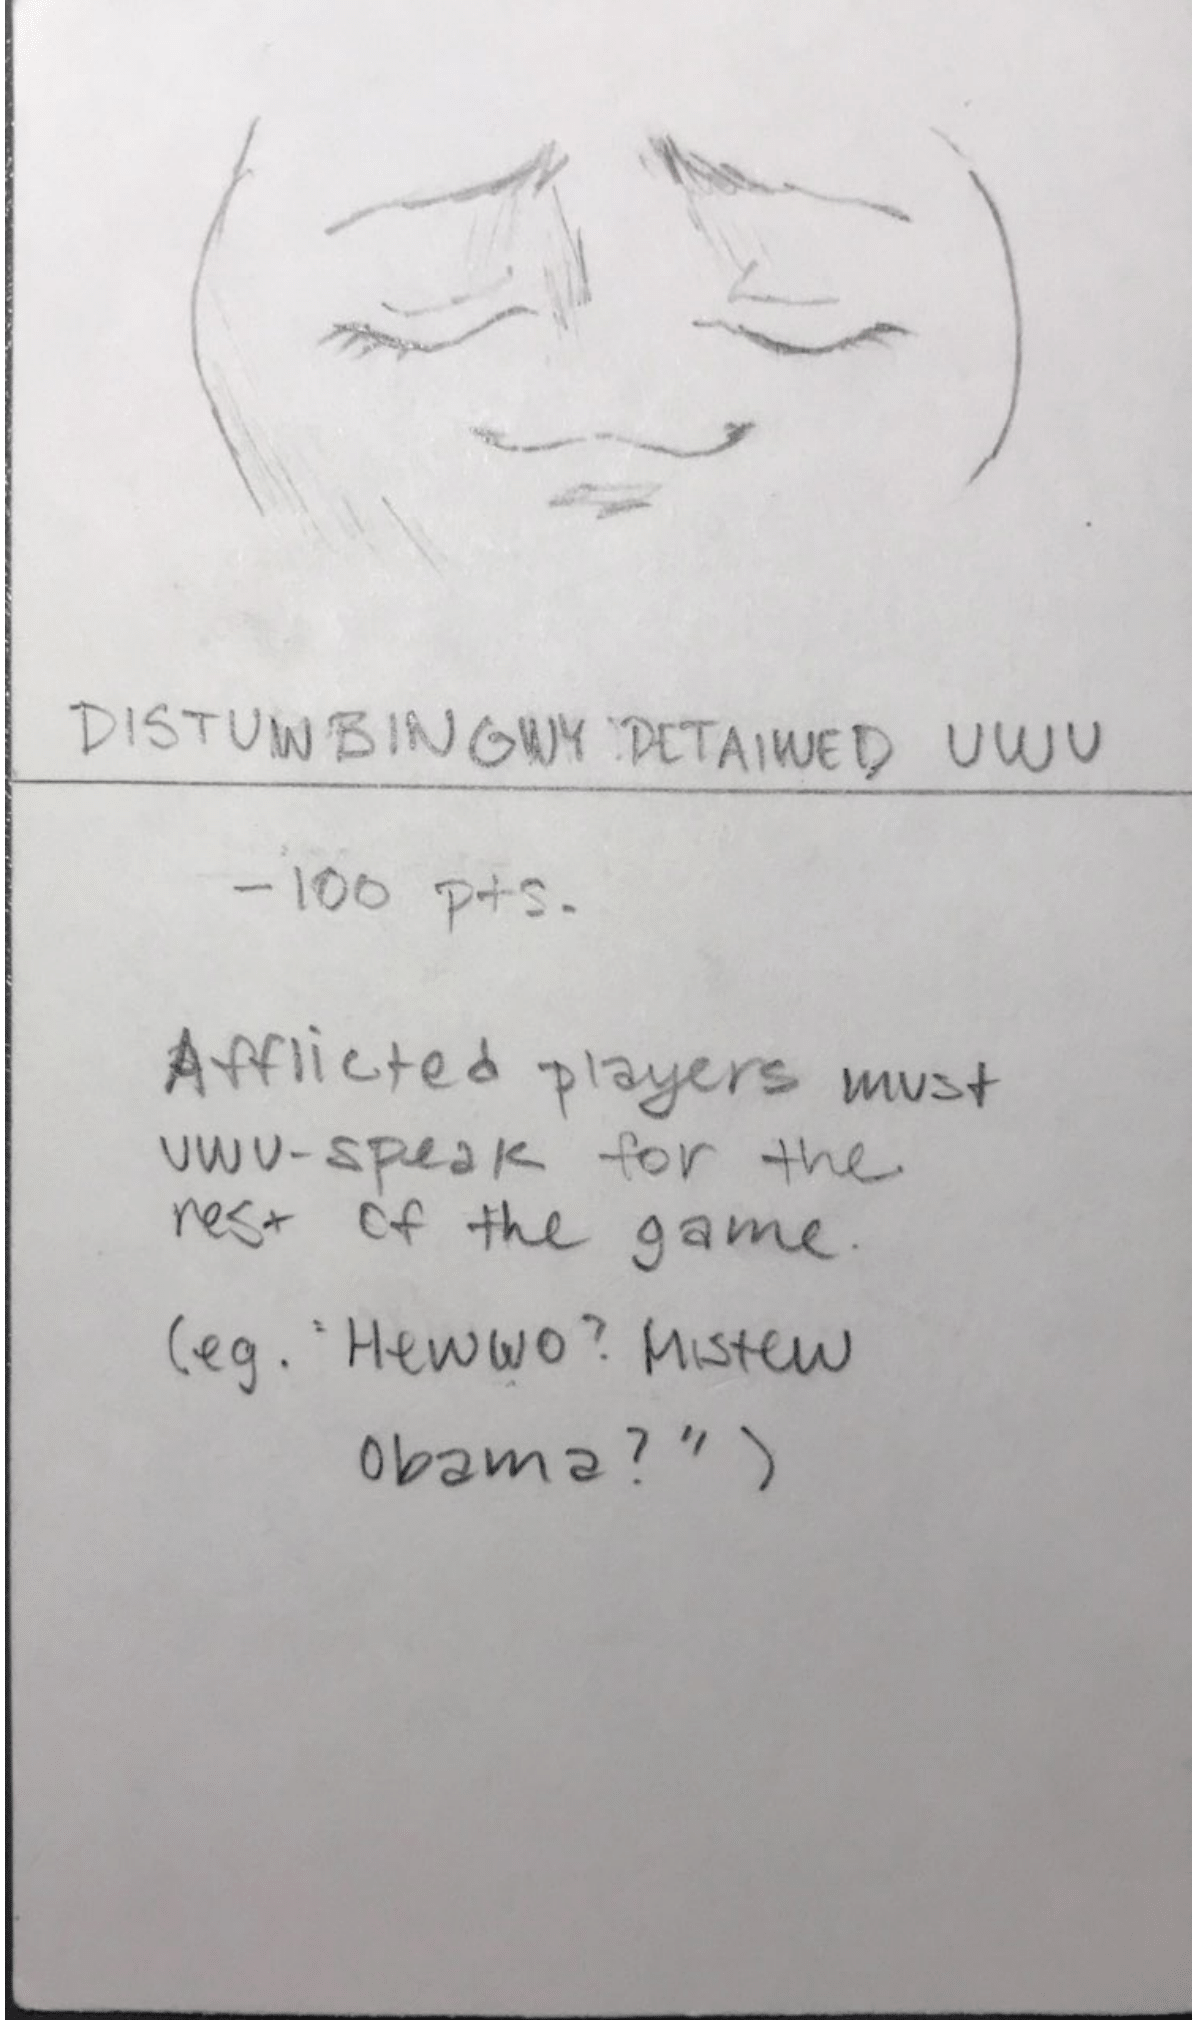 DISTUWBINGWY DETAIWED UWU
-100 pts.
Afflicted players must
uwu-speak for the
rest of the game.
(eg. "Hewwo? Mistew
Obama?")